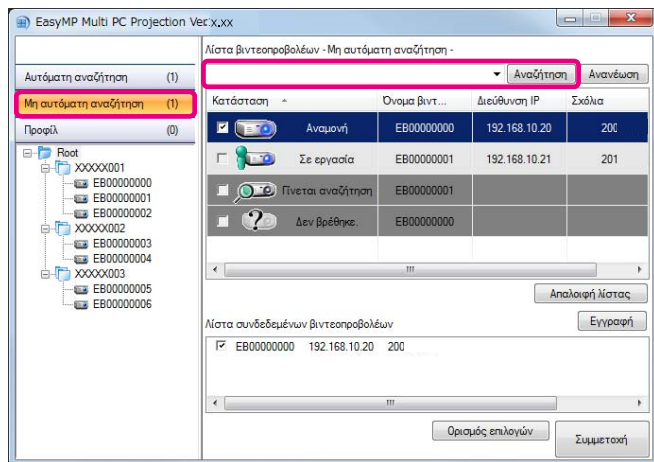 EasyMP Multi PC Projection Ver.x.xx
Λίστα βιντεοπροβολέων - Μη αυτόματη αναζήτηση -
Αναζήτηση Ανανέωση
Αυτόματη αναζήτηση (1)
Μη αυτόματη αναζήτηση (1)
Προφίλ (0)
Root
XXXXX001
EB00000000
EB00000001
EB00000002
XXXXX002
EB00000003
EB00000004
XXXXX003
EB00000005
EB00000006
Κατάσταση Όνομα βιντ... Διεύθυνση IP Σχόλια
Αναμονή EB00000000 192.168.10.20 200
Σε εργασία EB00000001 192.168.10.21 201
Γίνεται αναζήτηση EB00000001
Δεν βρέθηκε. EB00000000
Απαλοιφή λίστας
Λίστα συνδεδεμένων βιντεοπροβολέων
Εγγραφή
EB00000000 192.168.10.20 200
Ορισμός επιλογών
Συμμετοχή